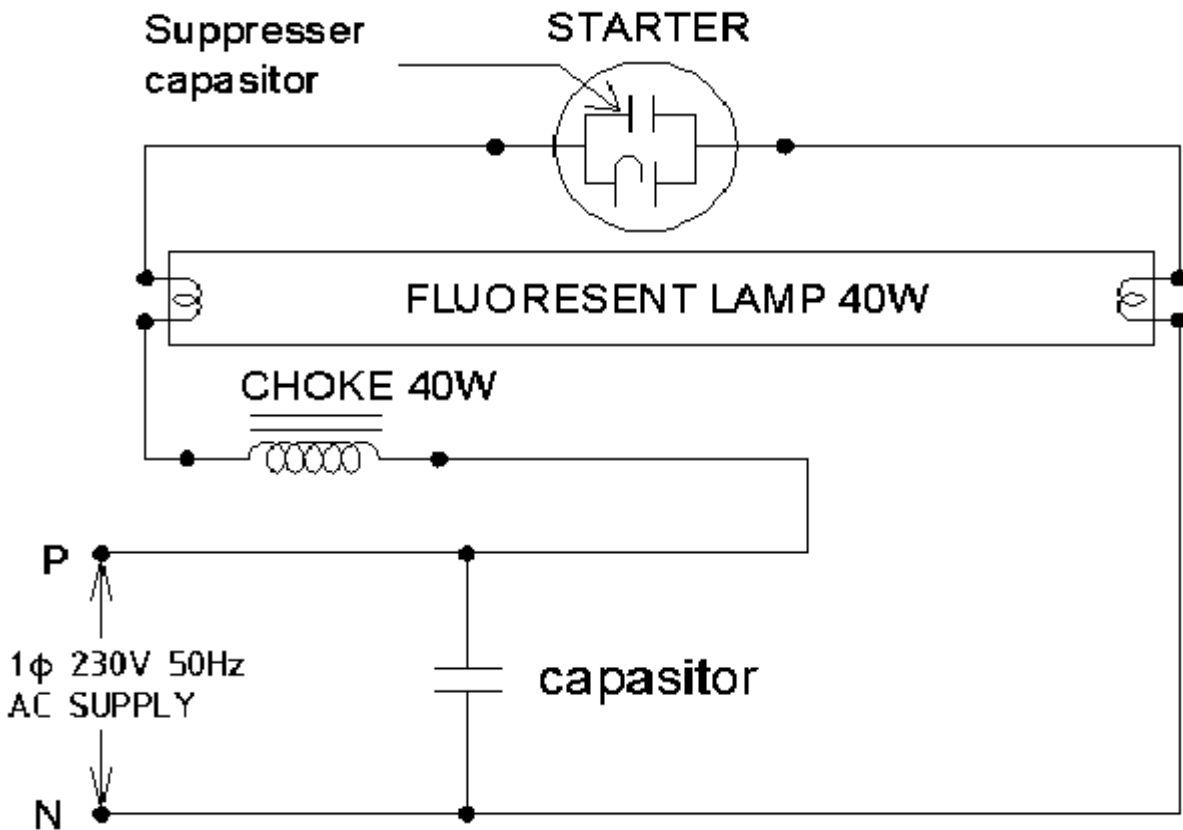 Suppresser
capasitor
STARTER
FLUORESENT LAMP 40W
CHOKE 40W
P
1ϕ 230V 50Hz
AC SUPPLY
capasitor
N